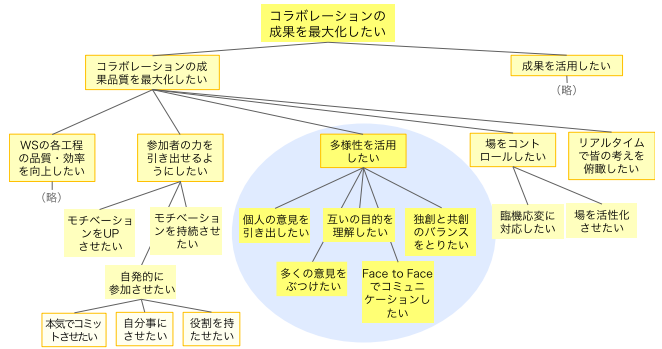 コラボレーションの
成果を最大化したい
コラボレーションの成
果品質を最大化したい
成果を活用したい
（略）
WSの各工程
の品質・効率
を向上したい
（略）
参加者の力を
引き出せるよ
うにしたい
多様性を活用
したい
場をコント
ロールしたい
リアルタイム
で皆の考えを
俯瞰したい
モチベーション
をUP
させたい
モチベーショ
ンを持続させ
たい
個人の意見を
引き出したい
互いの目的を
理解したい
独創と共創
のバランス
をとりたい
臨機応変に
対応したい
場を活性化
させたい
自発的に
参加させたい
多くの意見を
ぶつけたい
Face to Face
でコミュニ
ケーションし
たい
本気でコミッ
トさせたい
自分事に
させたい
役割を持
たせたい